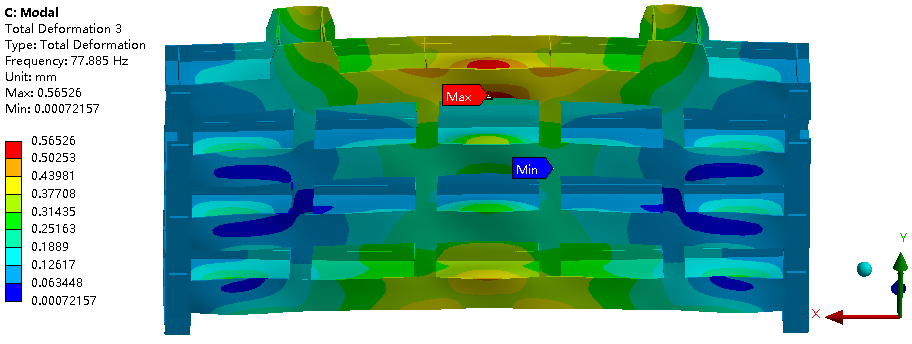 C: Modal
Total Deformation 3
Type: Total Deformation
Frequency: 77.885 Hz
Unit: mm
Max: 0.56526
Min: 0.00072157
0.56526
0.50253
0.43981
0.37708
0.31435
0.25163
0.1889
0.12617
0.063448
0.00072157
Max
Min
Y
X